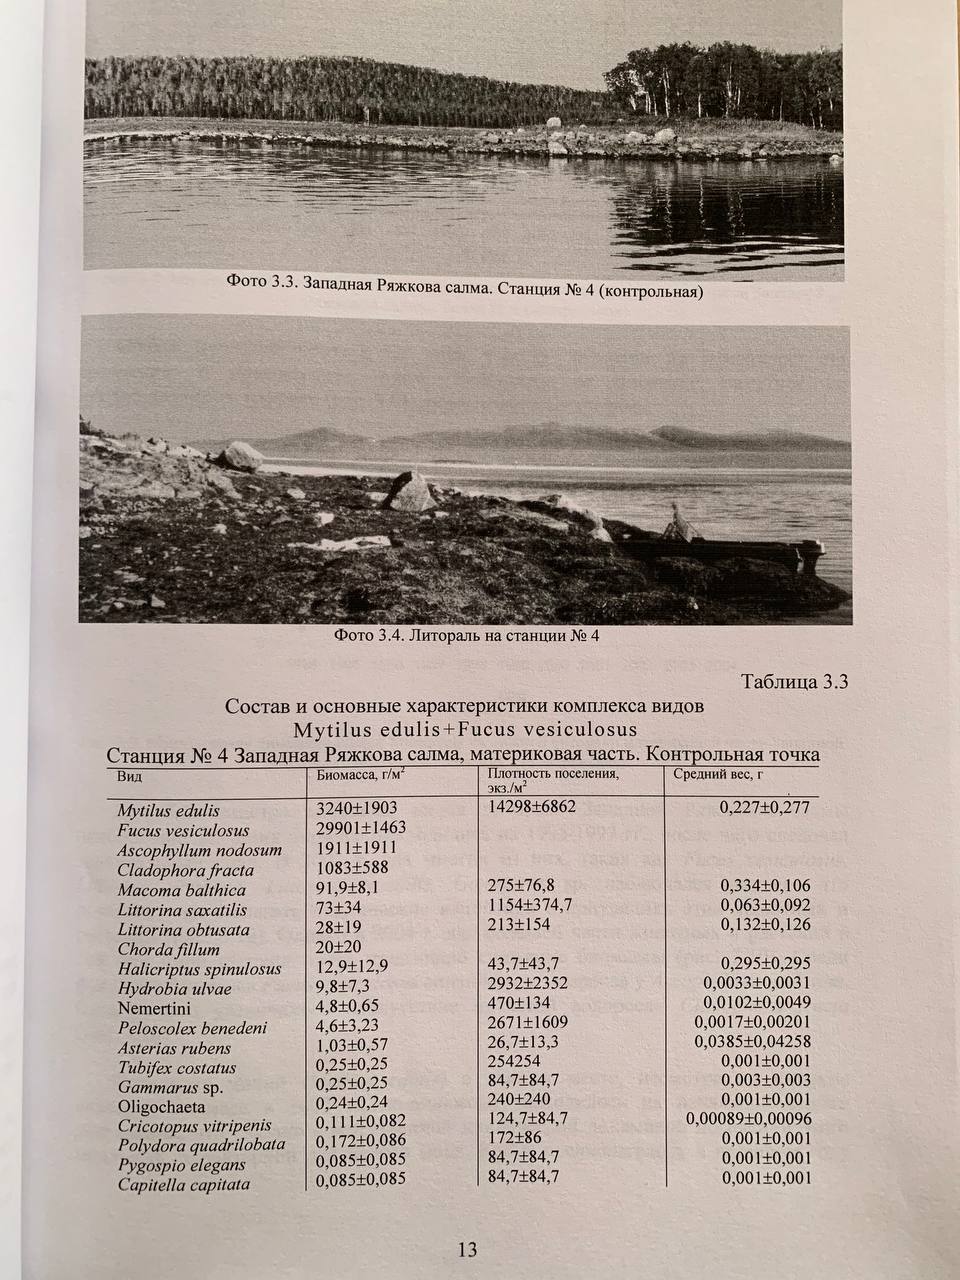 Фото 3.3. Западная Ряжкова салма. Станция № 4 (контрольная)
Фото 3.4. Литораль на станции № 4
Таблица 3.3
Состав и основные характеристики комплекса видов
Mytilus edulis+Fucus vesiculosus
Станция № 4 Западная Ряжкова салма, материковая часть. Контрольная точка
Вид Биомасса, г/м² Плотность поселения, экз./м² Средний вес, г
Mytilus edulis 3240±1903 14298±6862 0,227±0,277
Fucus vesiculosus 29901±1463
Ascophyllum nodosum 1911±1911
Cladophora fracta 1083±588
Macoma balthica 91,9±8,1 275±76,8 0,334±0,106
Littorina saxatilis 73±34 1154±374,7 0,063±0,092
Littorina obtusata 28±19 213±154 0,132±0,126
Chorda fillum 20±20
Halicriptus spinulosus 12,9±12,9 43,7±43,7 0,295±0,295
Hydrobia ulvae 9,8±7,3 2932±2352 0,0033±0,0031
Nemertini 4,8±0,65 470±134 0,0102±0,0049
Peloscolex benedeni 4,6±3,23 2671±1609 0,0017±0,00201
Asterias rubens 1,03±0,57 26,7±13,3 0,0385±0,04258
Tubifex costatus 0,25±0,25 254254 0,001±0,001
Gammarus sp. 0,25±0,25 84,7±84,7 0,003±0,003
Oligochaeta 0,24±0,24 240±240 0,001±0,001
Cricotopus vitripenis 0,111±0,082 124,7±84,7 0,00089±0,00096
Polydora quadrilobata 0,172±0,086 172±86 0,001±0,001
Pygospio elegans 0,085±0,085 84,7±84,7 0,001±0,001
Capitella capitata 0,085±0,085 84,7±84,7 0,001±0,001
13